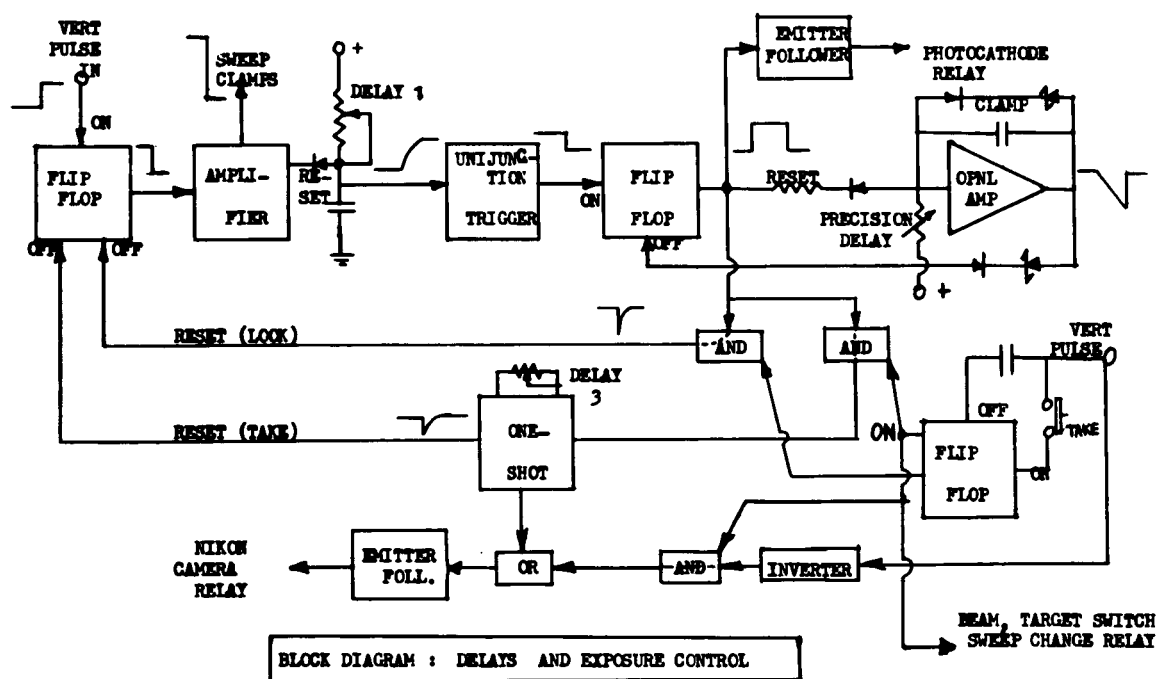 VERT
PULSE
IN
ON
FLIP
FLOP
OFF
OFF
SWEEP
CLAMPS
AMPLI-
FIER
+
DELAY 1
RE-
SET
UNIJUNC-
TION
TRIGGER
ON
FLIP
FLOP
OFF
EMITTER
FOLLOWER
PHOTOCATHODE
RELAY
CLAMP
RESET
OPNL
AMP
PRECISION
DELAY
+
RESET (LOOK)
AND
AND
VERT
PULSE
DELAY
3
RESET (TAKE)
ONE-
SHOT
ON
OFF
TAKE
FLIP
FLOP
ON
NIKON
CAMERA
RELAY
EMITTER
FOLL.
OR
AND
INVERTER
BEAM, TARGET SWITCH
SWEEP CHANGE RELAY
BLOCK DIAGRAM : DELAYS AND EXPOSURE CONTROL